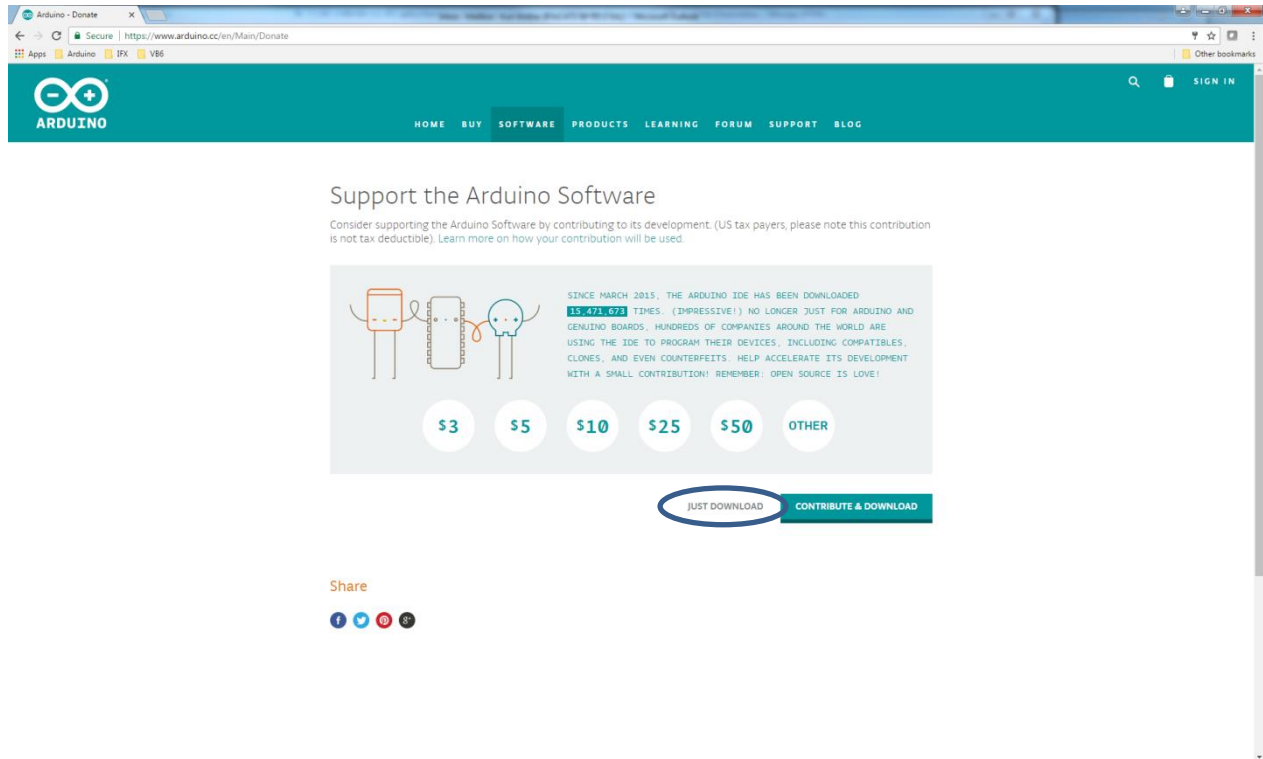 Arduino - Donate
Secure | https://www.arduino.cc/en/Main/Donate
Apps Arduino IFX VB6 Other bookmarks
SIGN IN
ARDUINO
HOME BUY SOFTWARE PRODUCTS LEARNING FORUM SUPPORT BLOG
Support the Arduino Software
Consider supporting the Arduino Software by contributing to its development. (US tax payers, please note this contribution
is not tax deductible). Learn more on how your contribution will be used.
SINCE MARCH 2015, THE ARDUINO IDE HAS BEEN DOWNLOADED
15,471,673 TIMES. (IMPRESSIVE!) NO LONGER JUST FOR ARDUINO AND
GENUINO BOARDS, HUNDREDS OF COMPANIES AROUND THE WORLD ARE
USING THE IDE TO PROGRAM THEIR DEVICES, INCLUDING COMPATIBLES,
CLONES, AND EVEN COUNTERFEITS. HELP ACCELERATE ITS DEVELOPMENT
WITH A SMALL CONTRIBUTION! REMEMBER: OPEN SOURCE IS LOVE!
$3 $5 $10 $25 $50 OTHER
JUST DOWNLOAD CONTRIBUTE & DOWNLOAD
Share